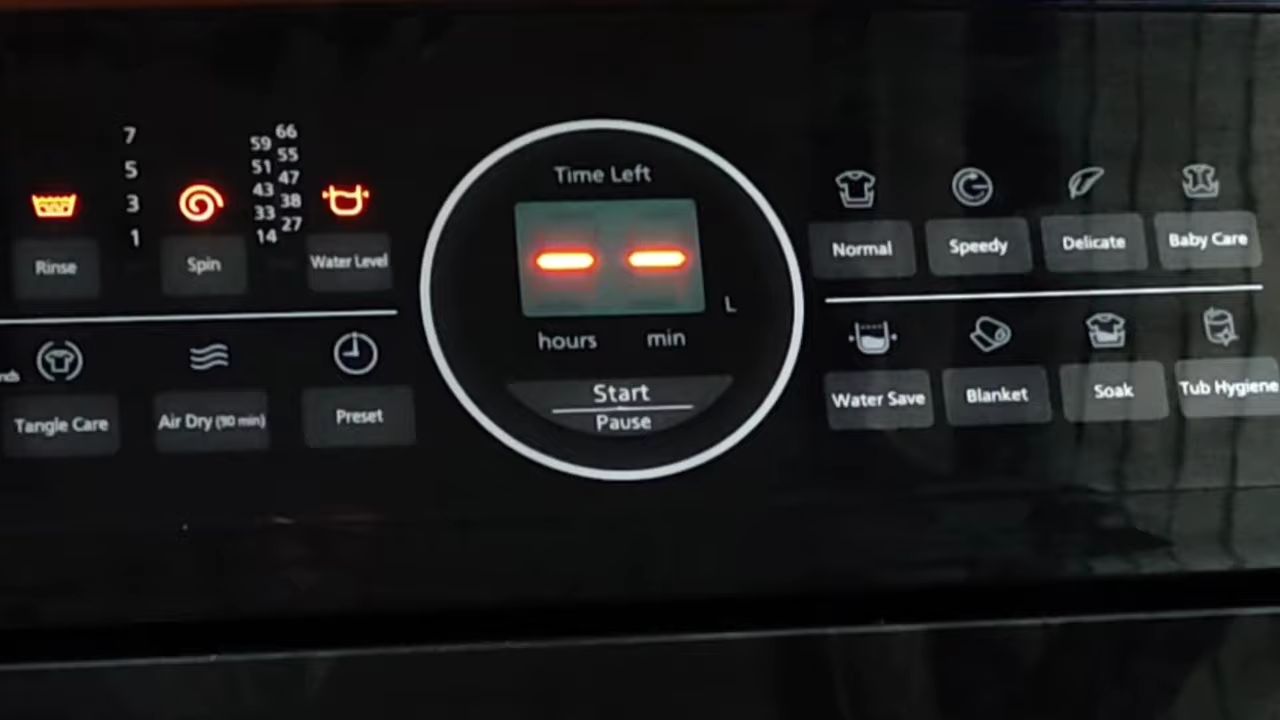 7
5
3
1
66
59
55
51
47
43
38
33
27
14
Rinse
Spin
Water Level
Tangle Care
Air Dry (90 min)
Preset
Time Left
- -
L
hours min
Start
Pause
Normal
Speedy
Delicate
Baby Care
Water Save
Blanket
Soak
Tub Hygiene